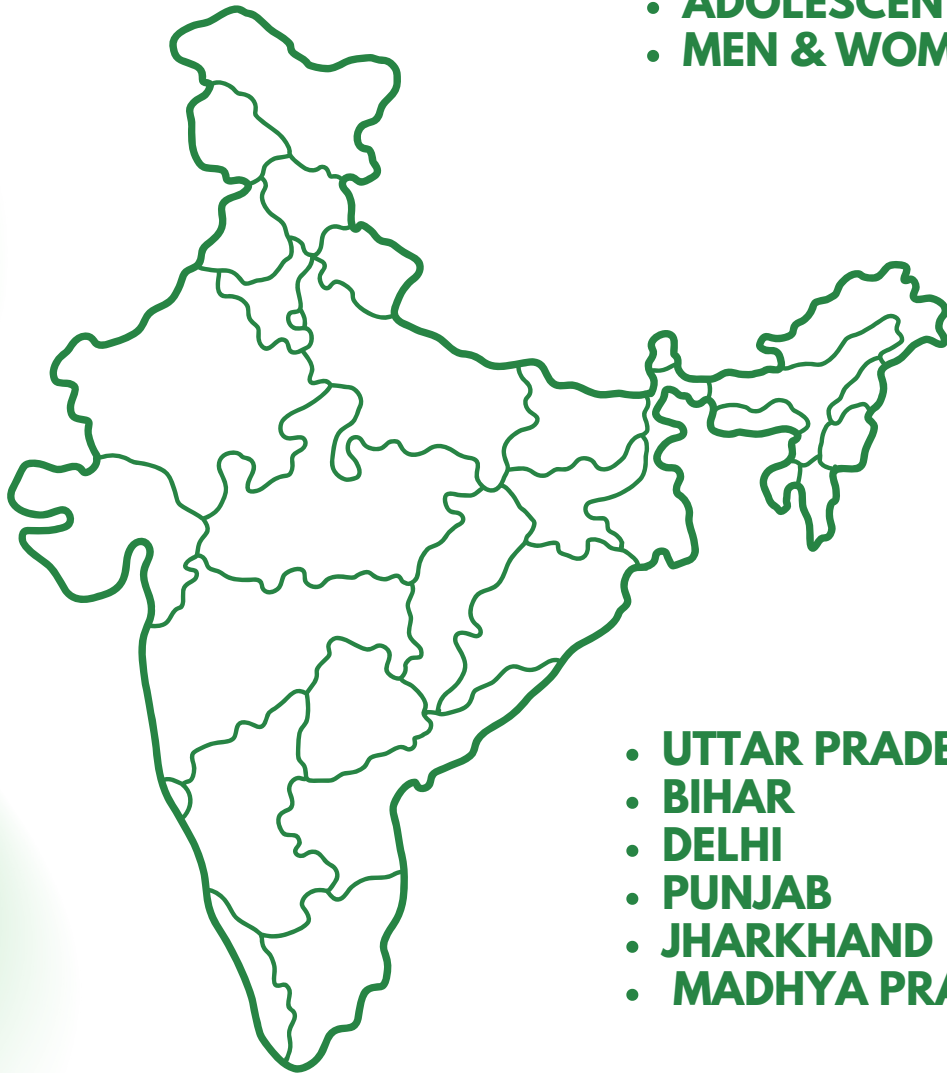 • ADOLESCEN
• MEN & WOM
• UTTAR PRADE
• BIHAR
• DELHI
• PUNJAB
• JHARKHAND
• MADHYA PRA